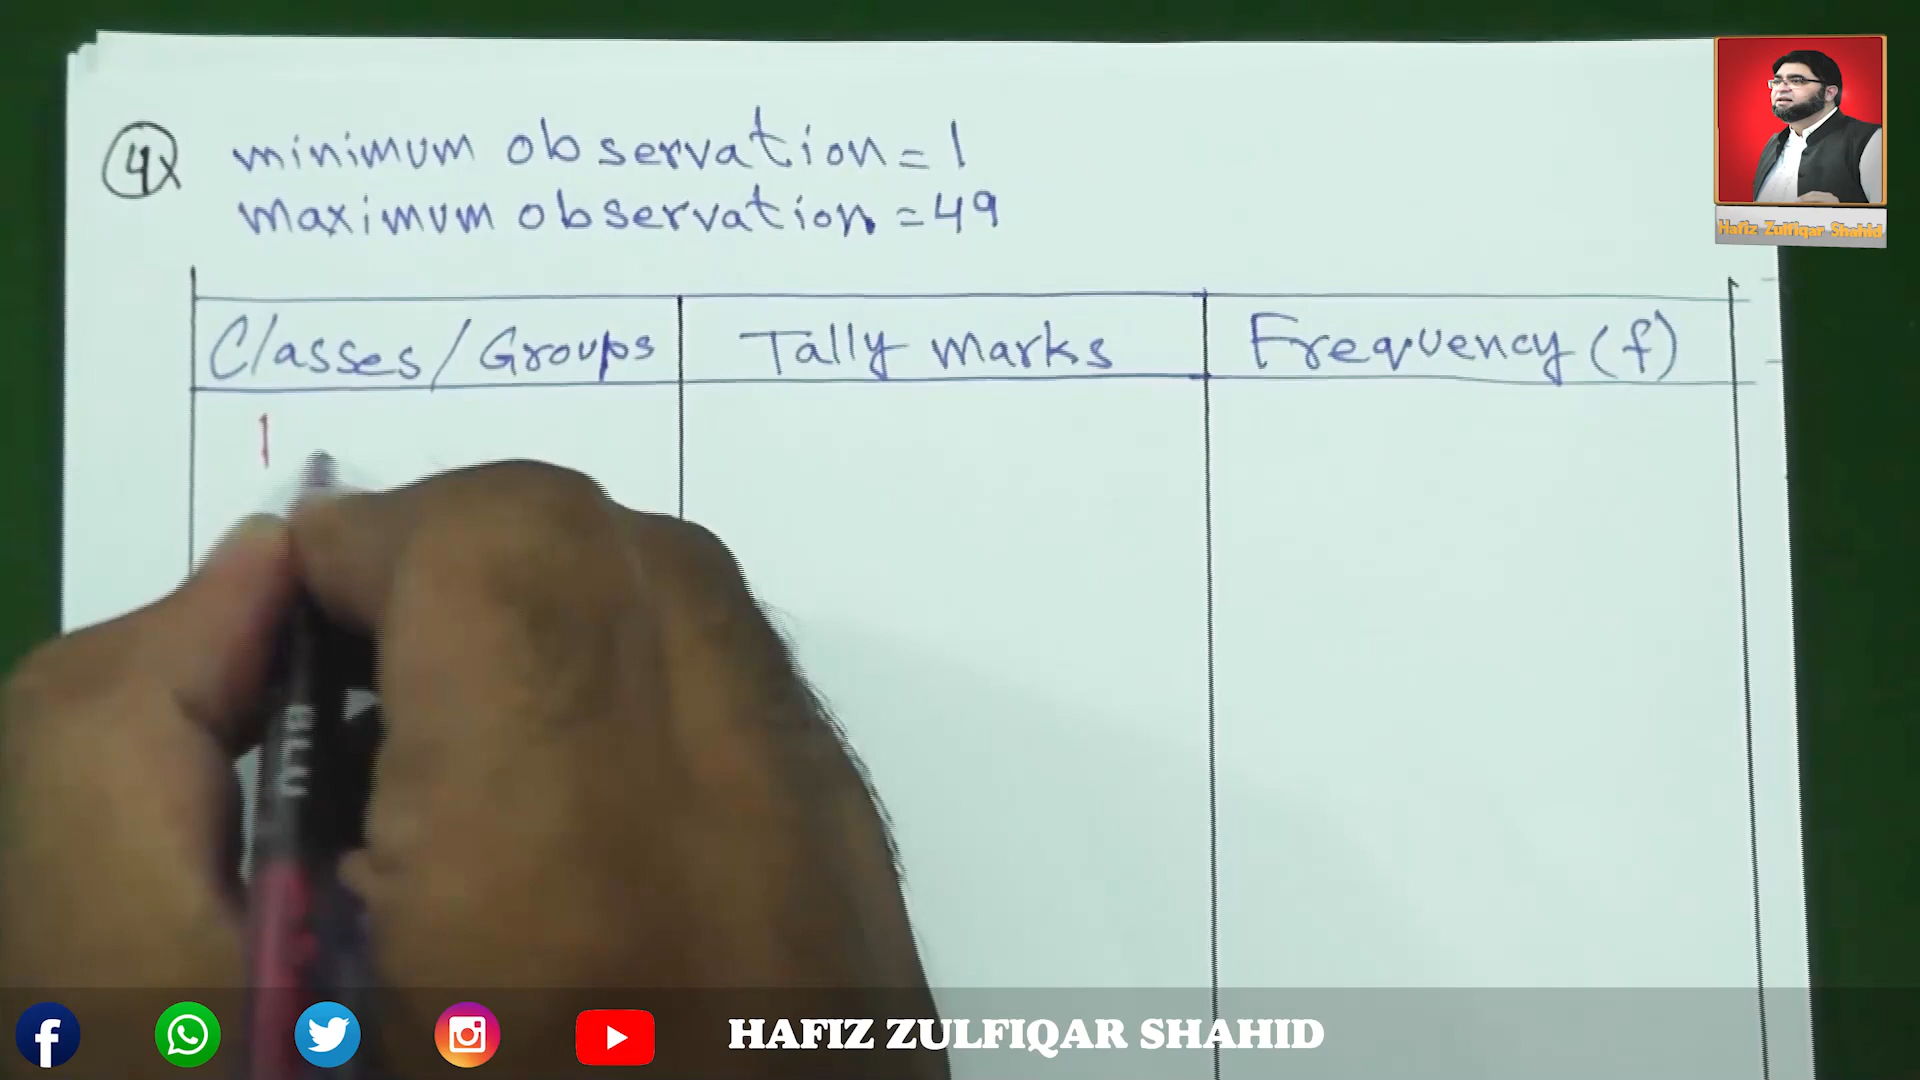 4
minimum observation = 1
maximum observation = 49
Hafiz Zulfiqar Shahid
Classes / Groups
Tally marks
Frequency (f)
1
HAFIZ ZULFIQAR SHAHID